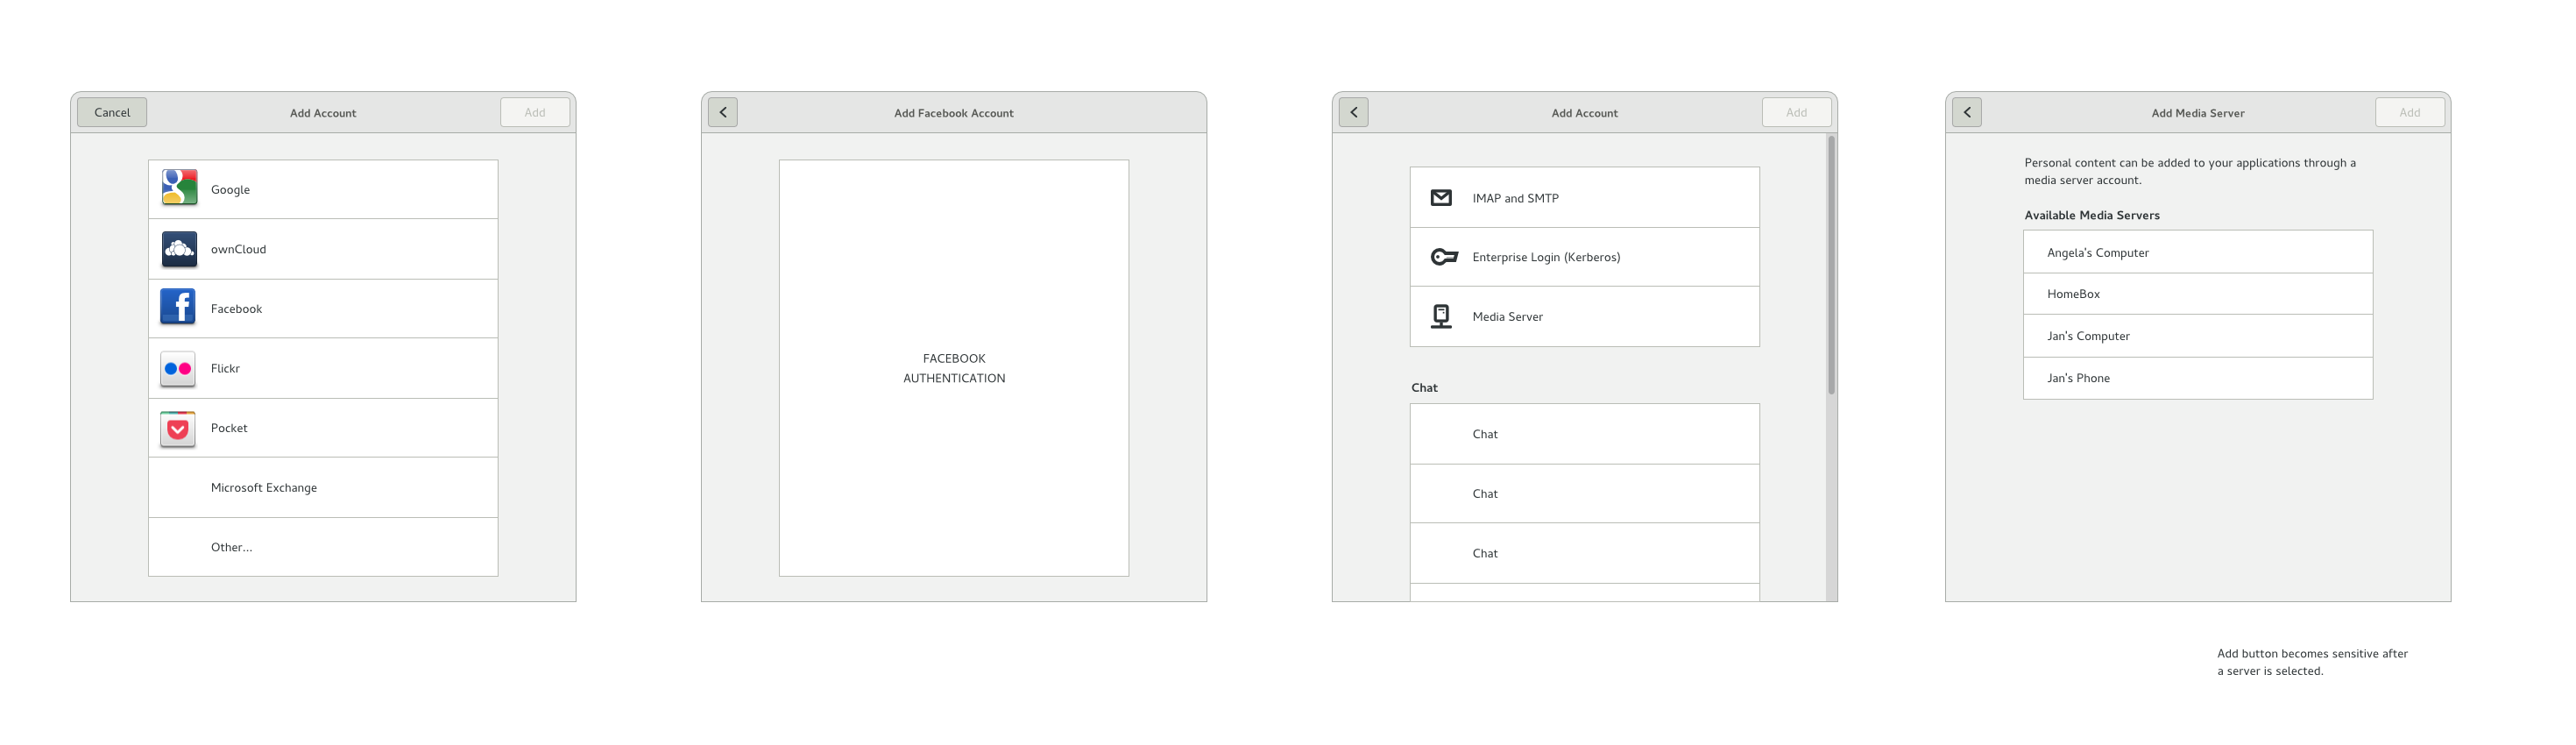 Cancel
Add Account
Add
Google
ownCloud
Facebook
Flickr
Pocket
Microsoft Exchange
Other...
Add Facebook Account
FACEBOOK
AUTHENTICATION
Add Account
Add
IMAP and SMTP
Enterprise Login (Kerberos)
Media Server
Chat
Chat
Chat
Chat
Add Media Server
Add
Personal content can be added to your applications through a
media server account.
Available Media Servers
Angela's Computer
HomeBox
Jan's Computer
Jan's Phone
Add button becomes sensitive after
a server is selected.